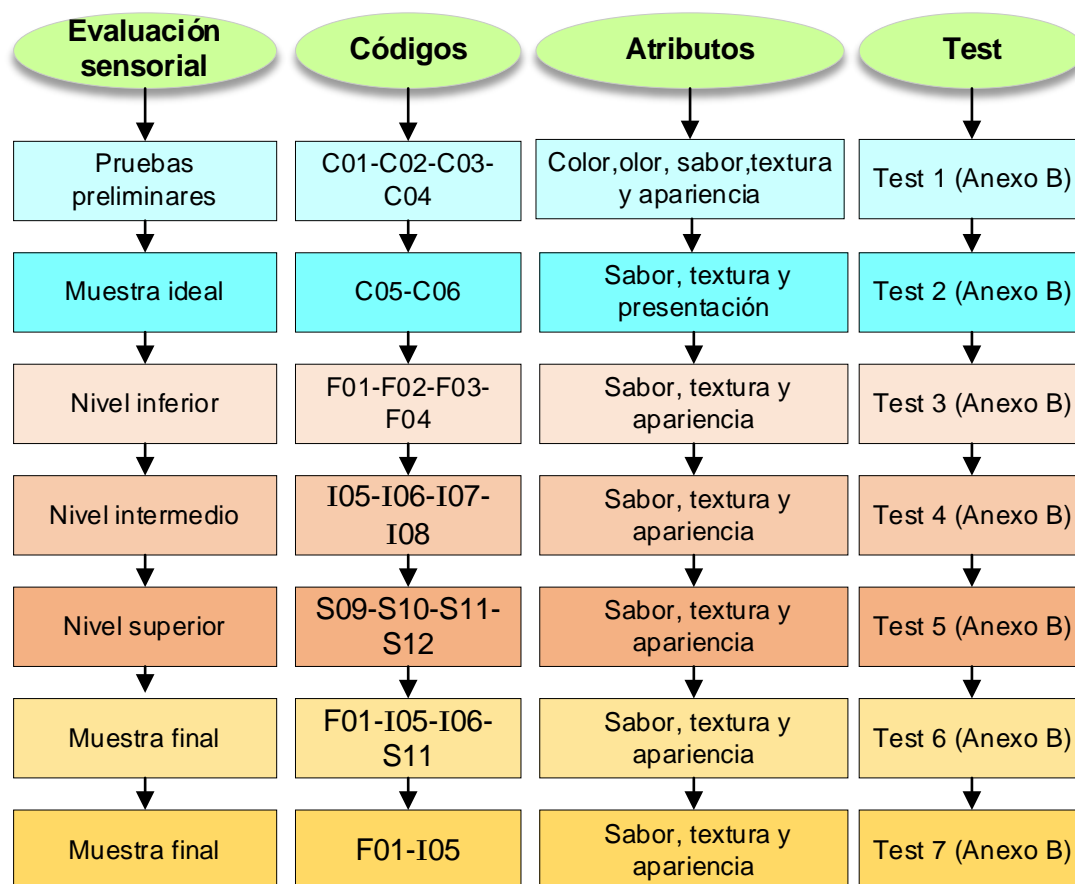 Evaluación
sensorial
Códigos
Atributos
Test
Pruebas
preliminares
C01-C02-C03-
C04
Color,olor, sabor,textura
y apariencia
Test 1 (Anexo B)
Muestra ideal
C05-C06
Sabor, textura y
presentación
Test 2 (Anexo B)
Nivel inferior
F01-F02-F03-
F04
Sabor, textura y
apariencia
Test 3 (Anexo B)
Nivel intermedio
I05-I06-I07-
I08
Sabor, textura y
apariencia
Test 4 (Anexo B)
Nivel superior
S09-S10-S11-
S12
Sabor, textura y
apariencia
Test 5 (Anexo B)
Muestra final
F01-I05-I06-
S11
Sabor, textura y
apariencia
Test 6 (Anexo B)
Muestra final
F01-I05
Sabor, textura y
apariencia
Test 7 (Anexo B)